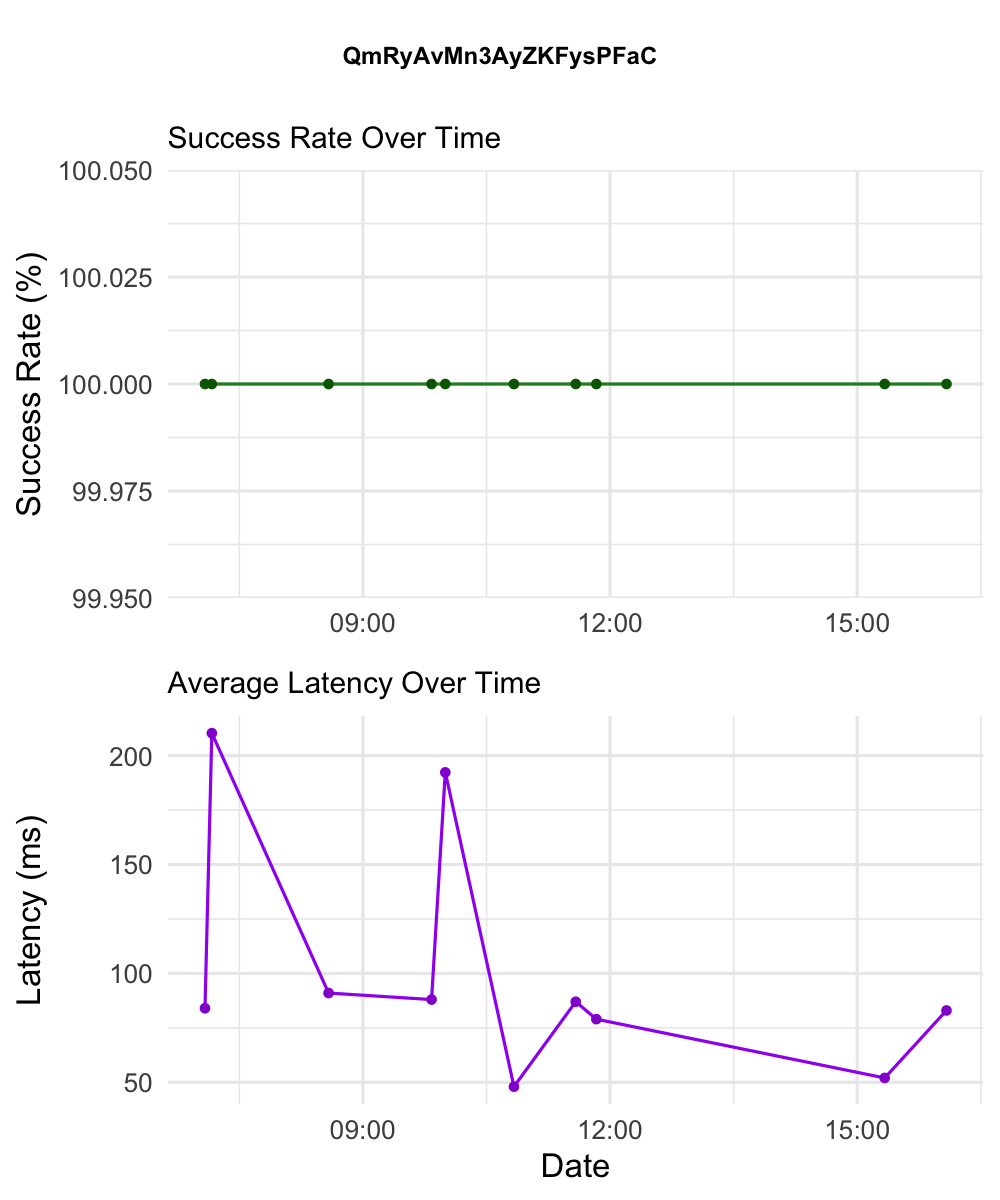 QmRyAvMn3AyZKFysPFaC
Success Rate Over Time
Success Rate (%)
100.050
100.025
100.000
99.975
99.950
09:00 12:00 15:00
Average Latency Over Time
Latency (ms)
200
150
100
50
09:00 12:00 15:00
Date